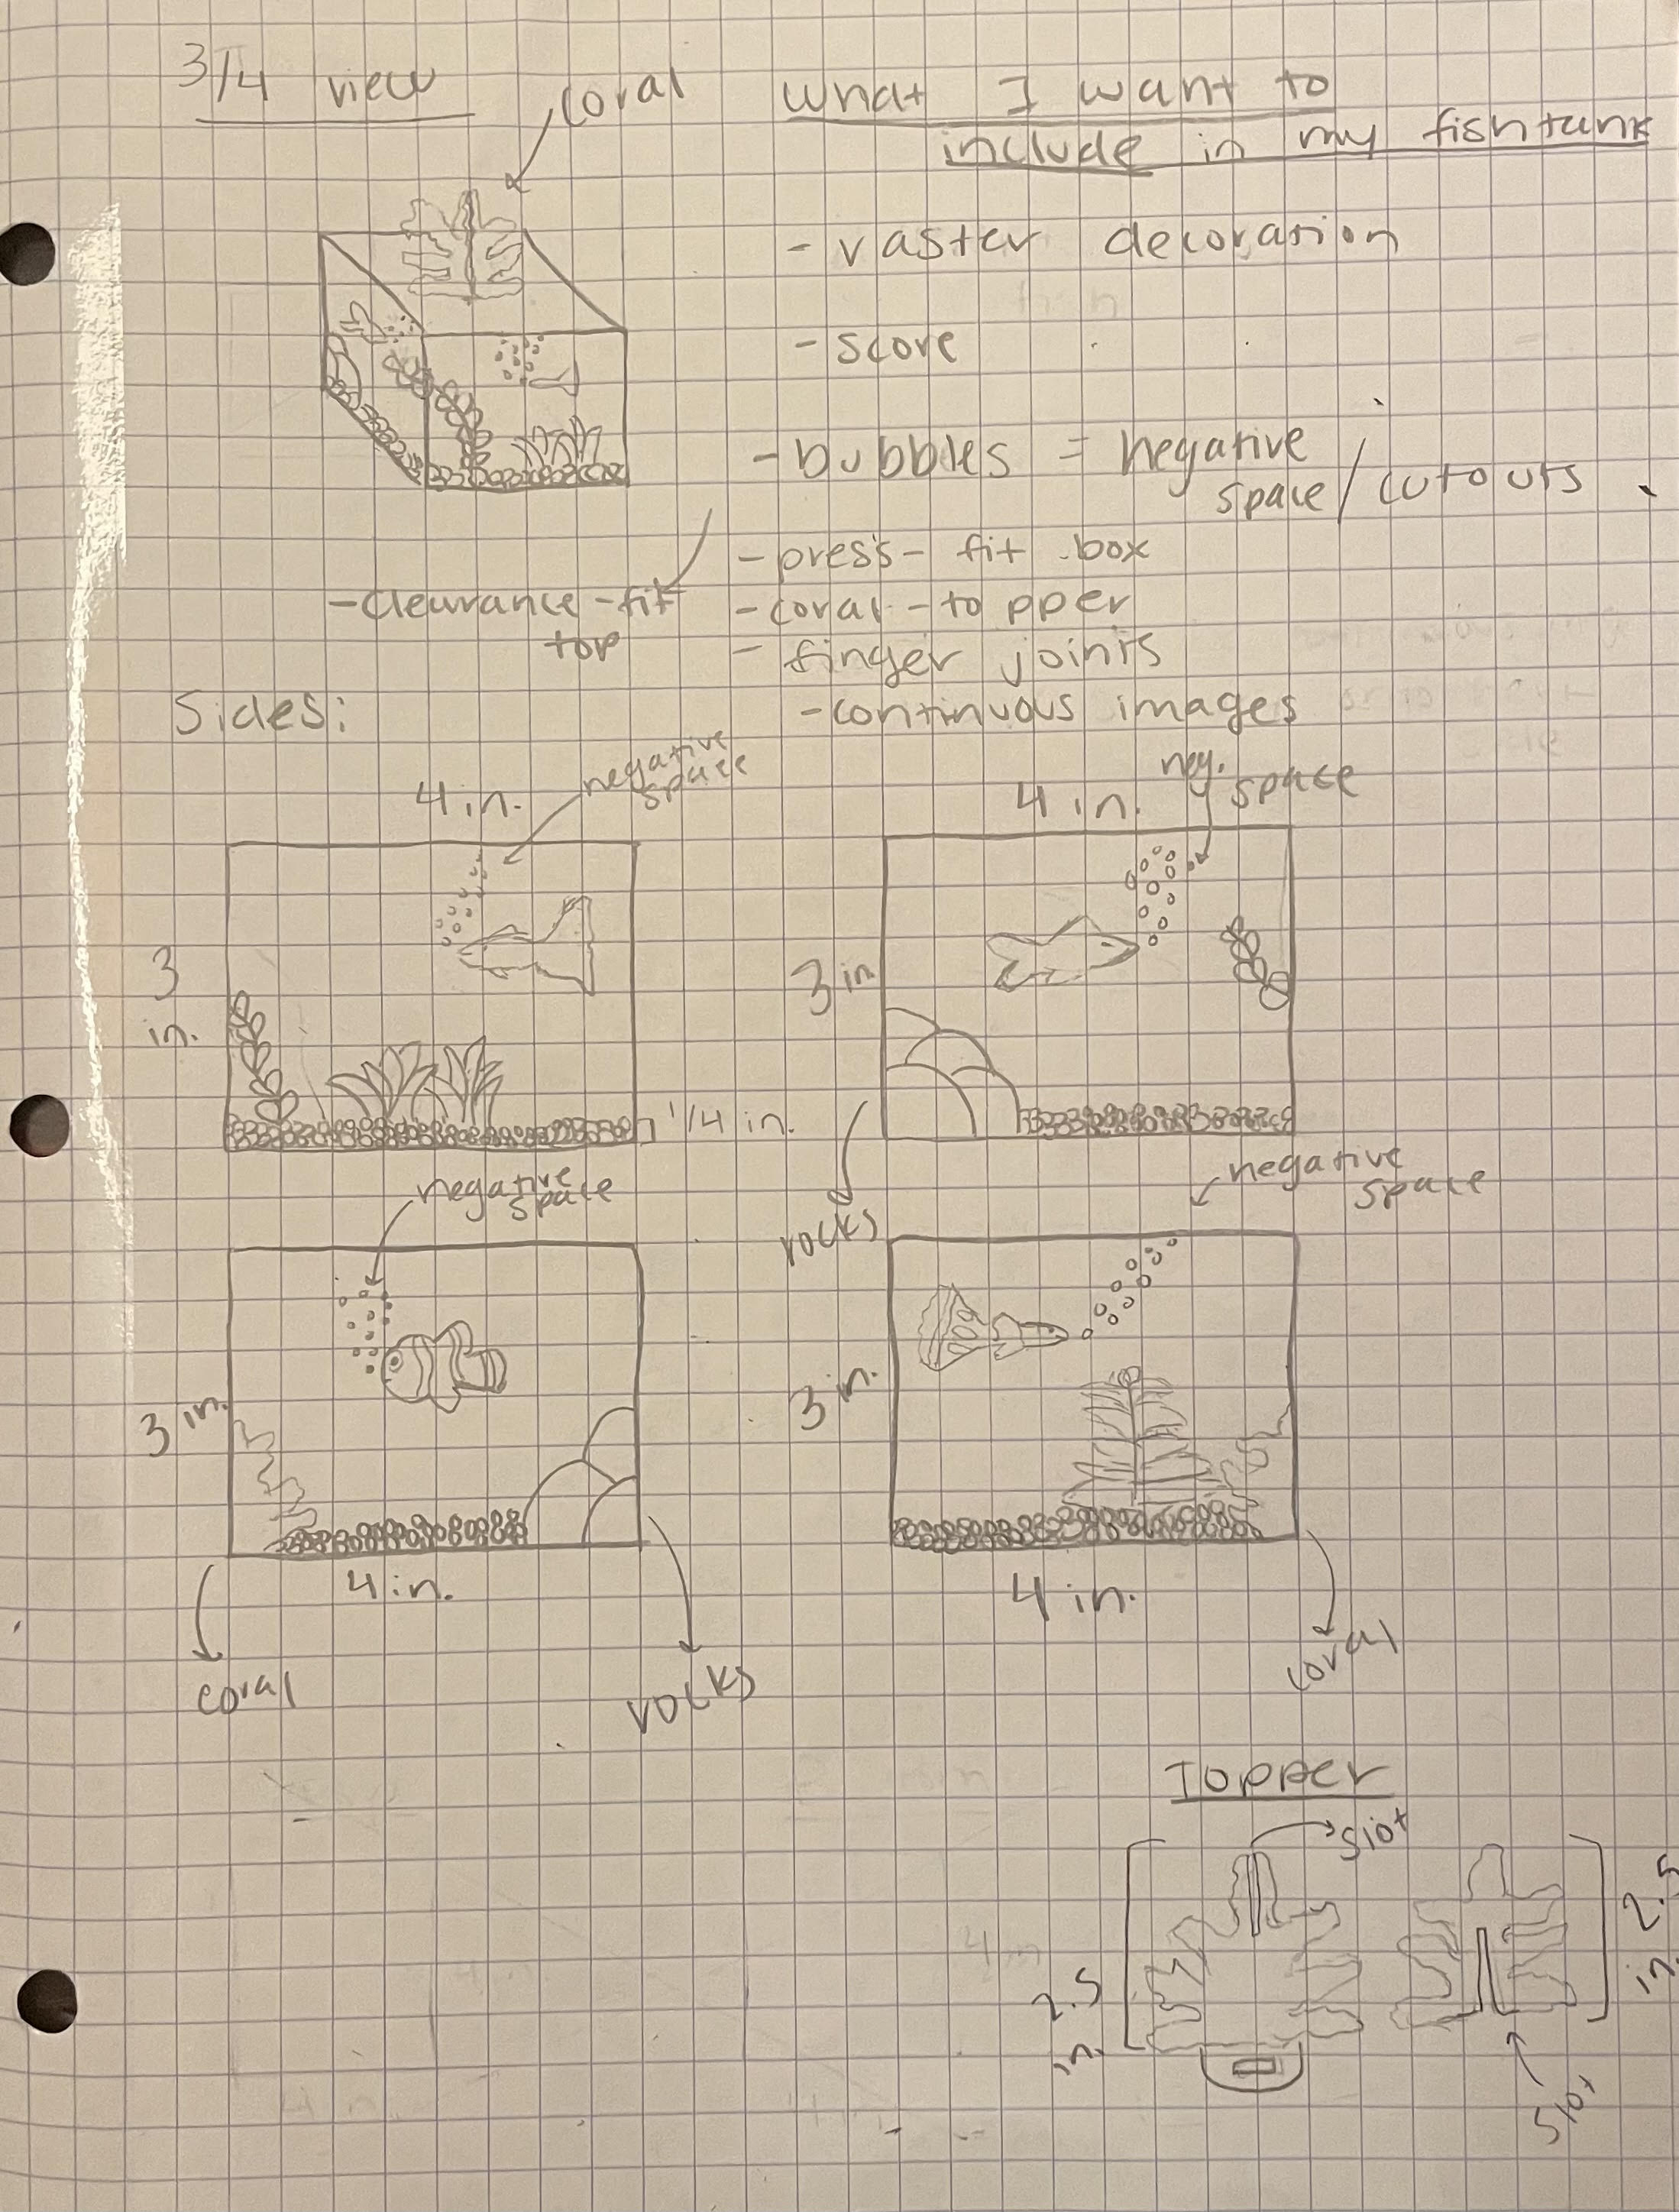 3/4 view
coral
What I want to
include in my fishtank
- raster decoration
- score
- bubbles = negative
space / cutouts
- press-fit box
- clearance-fit
top
- coral-topper
- finger joints
- continuous images
Sides:
4 in.
negative
space
3
in.
1/4 in.
4 in.
neg.
space
3 in
rocks
negative
space
3 in.
4 in.
coral
rocks
negative
space
3 in.
4 in.
coral
Topper
slot
2.5
in.
2.5
in.
slot